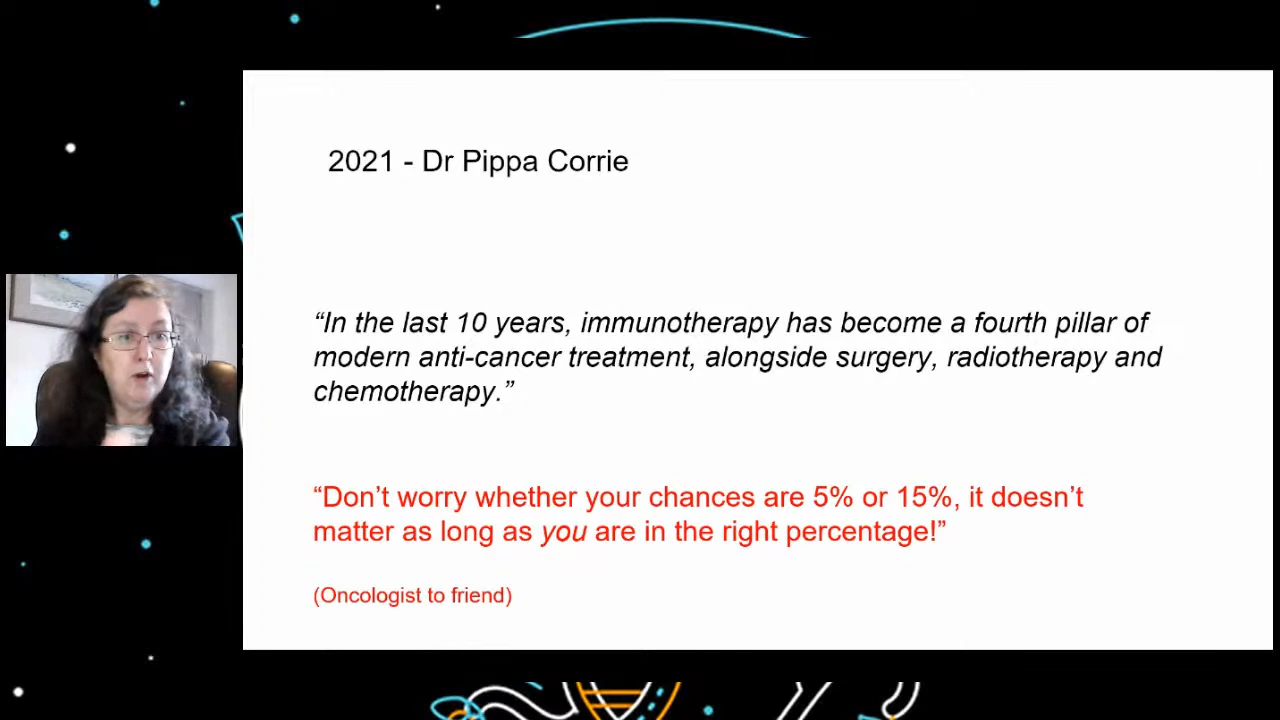 2021 - Dr Pippa Corrie
“In the last 10 years, immunotherapy has become a fourth pillar of
modern anti-cancer treatment, alongside surgery, radiotherapy and
chemotherapy.”
“Don’t worry whether your chances are 5% or 15%, it doesn’t
matter as long as you are in the right percentage!”
(Oncologist to friend)